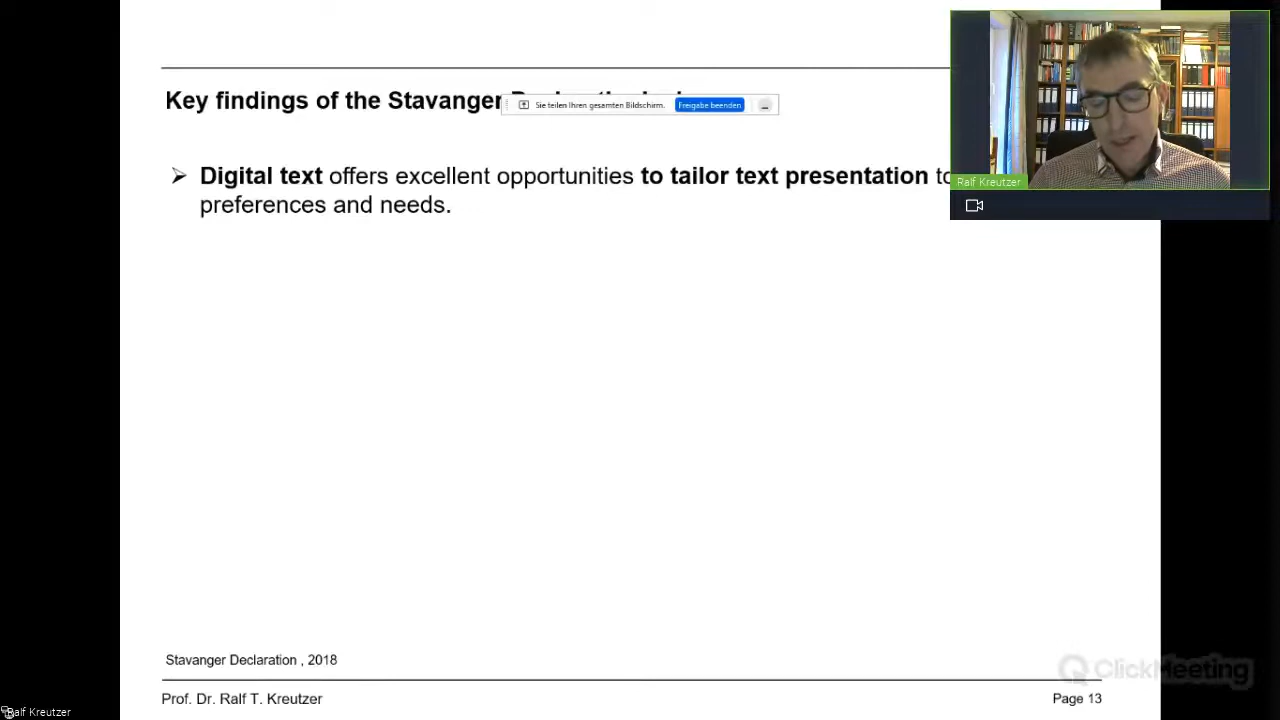 Key findings of the Stavanger
Sie teilen Ihren gesamten Bildschirm. Freigabe beenden
Digital text offers excellent opportunities to tailor text presentation to
preferences and needs.
Ralf Kreutzer
Stavanger Declaration , 2018
ClickMeeting
Prof. Dr. Ralf T. Kreutzer
Page 13
Ralf Kreutzer